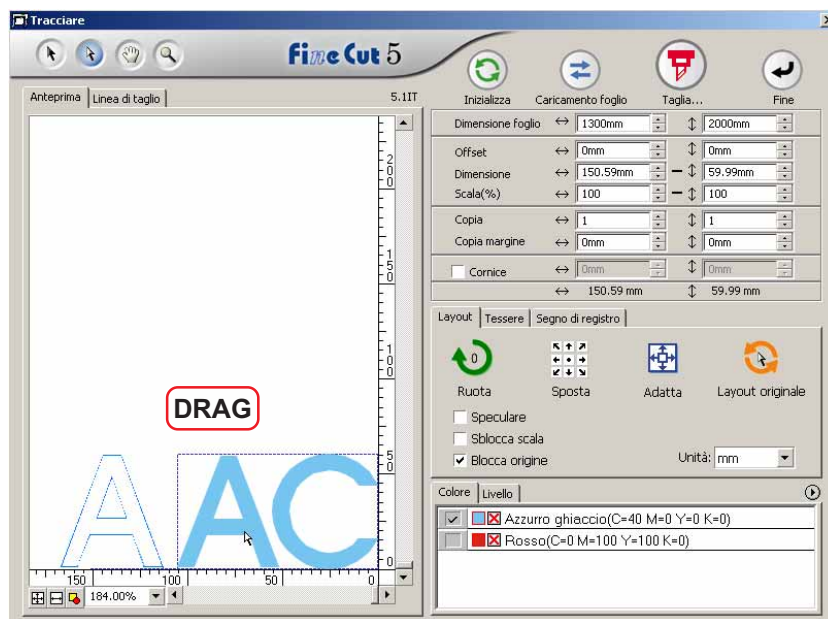 Tracciare
FineCut 5
Inizializza Caricamento foglio Taglia... Fine
Anteprima Linea di taglio 5.1IT
Dimensione foglio 1300mm 2000mm
Offset 0mm 0mm
Dimensione 150.59mm 59.99mm
Scala(%) 100 100
Copia 1 1
Copia margine 0mm 0mm
Cornice 0mm 0mm
150.59 mm 59.99 mm
Layout Tessere Segno di registro
0
Ruota Sposta Adatta Layout originale
Speculare
Sblocca scala
Blocca origine Unità: mm
200
150
100
50
0
DRAG
A AC
150 100 50 0
184.00%
Colore Livello
Azzurro ghiaccio(C=40 M=0 Y=0 K=0)
Rosso(C=0 M=100 Y=100 K=0)